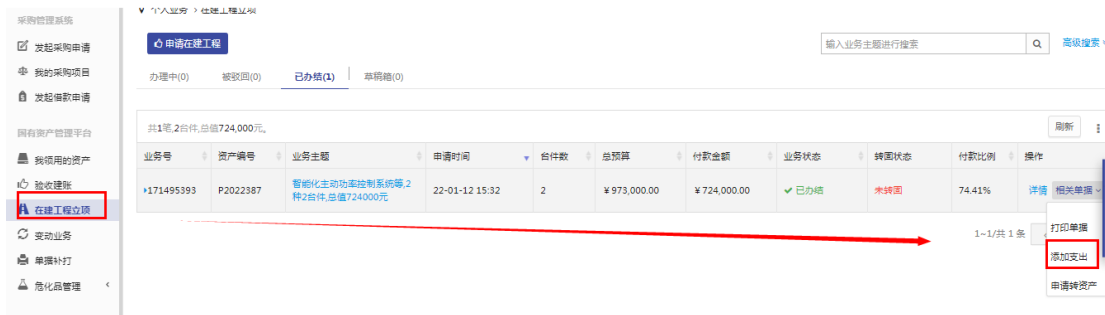 采购管理系统
发起采购申请
我的采购项目
发起借款申请
国有资产管理平台
我领用的资产
验收建账
在建工程立项
变动业务
单据补打
危化品管理
个人业务 > 在建工程立项
申请在建工程
输入业务主题进行搜索
高级搜索
办理中(0) 被驳回(0) 已办结(1) 草稿箱(0)
共1笔,2台件,总值724,000元。
刷新
业务号 资产编号 业务主题 申请时间 台件数 总预算 付款金额 业务状态 转固状态 付款比例 操作
171495393 P2022387 智能化主动功率控制系统等,2 22-01-12 15:32 2 ￥973,000.00 ￥724,000.00 已办结 未转固 74.41% 详情 相关单据
种2台件,总值724000元
1~1/共 1 条
打印单据
添加支出
申请转资产